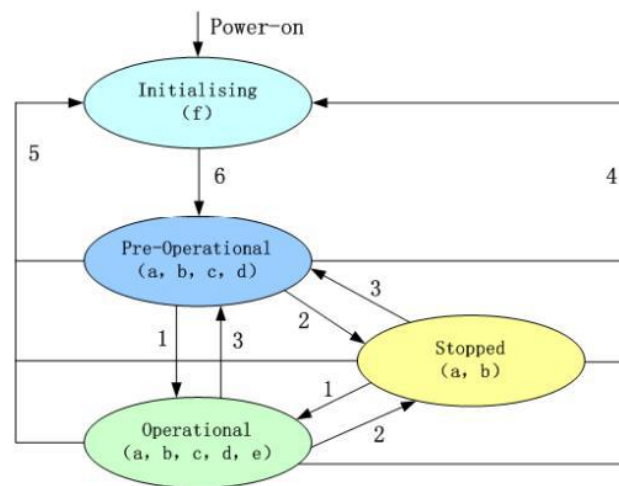 Power-on
Initialising
(f)
5
4
6
Pre-Operational
(a, b, c, d)
3
2
1
3
Stopped
(a, b)
1
Operational
(a, b, c, d, e)
2